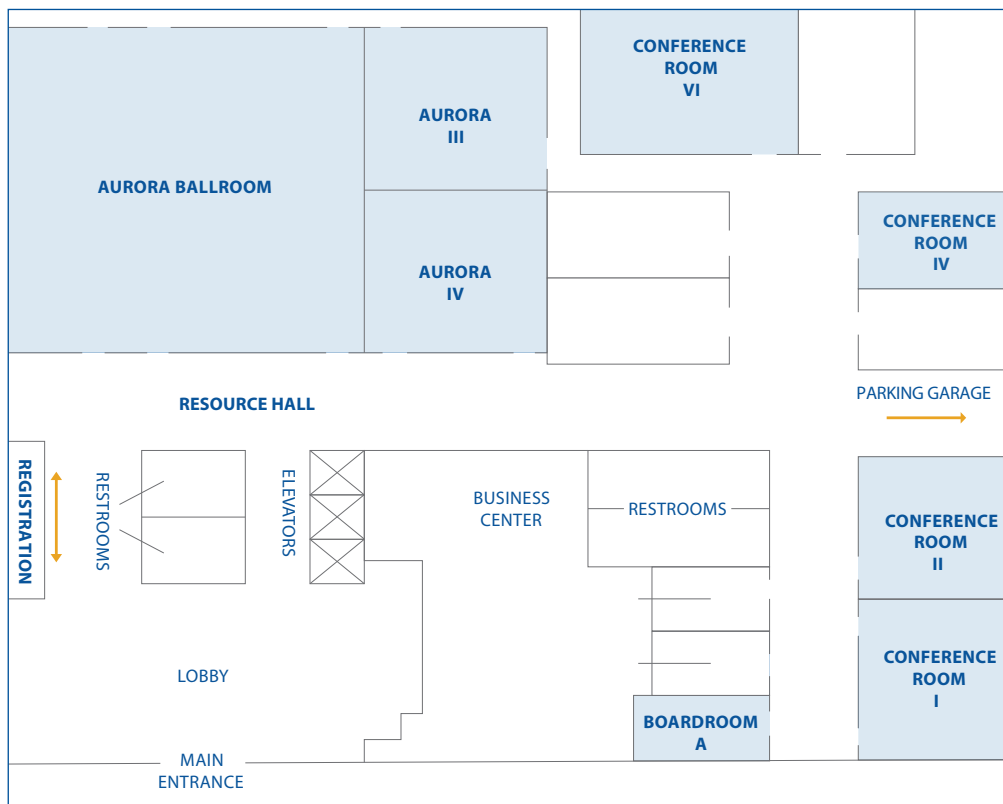 CONFERENCE
ROOM
VI
AURORA
III
AURORA BALLROOM
CONFERENCE
ROOM
IV
AURORA
IV
PARKING GARAGE
RESOURCE HALL
REGISTRATION
RESTROOMS
ELEVATORS
BUSINESS
CENTER
RESTROOMS
CONFERENCE
ROOM
II
LOBBY
CONFERENCE
ROOM
I
BOARDROOM
A
MAIN
ENTRANCE